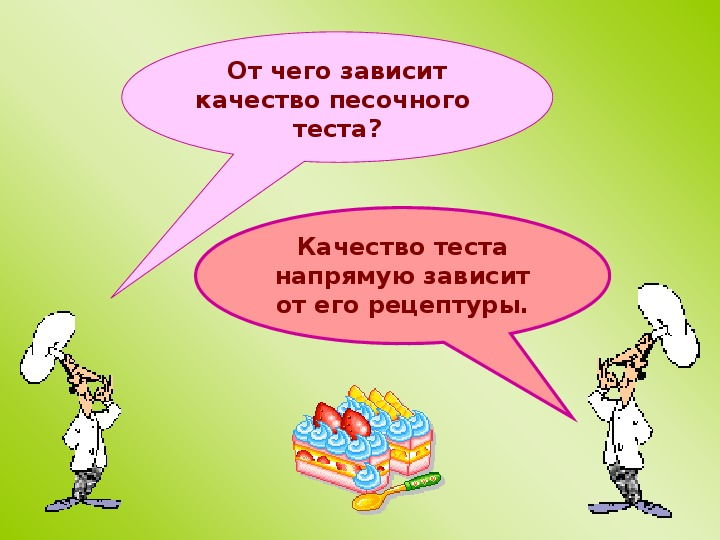 От чего зависит
качество песочного
теста?
Качество теста
напрямую зависит
от его рецептуры.